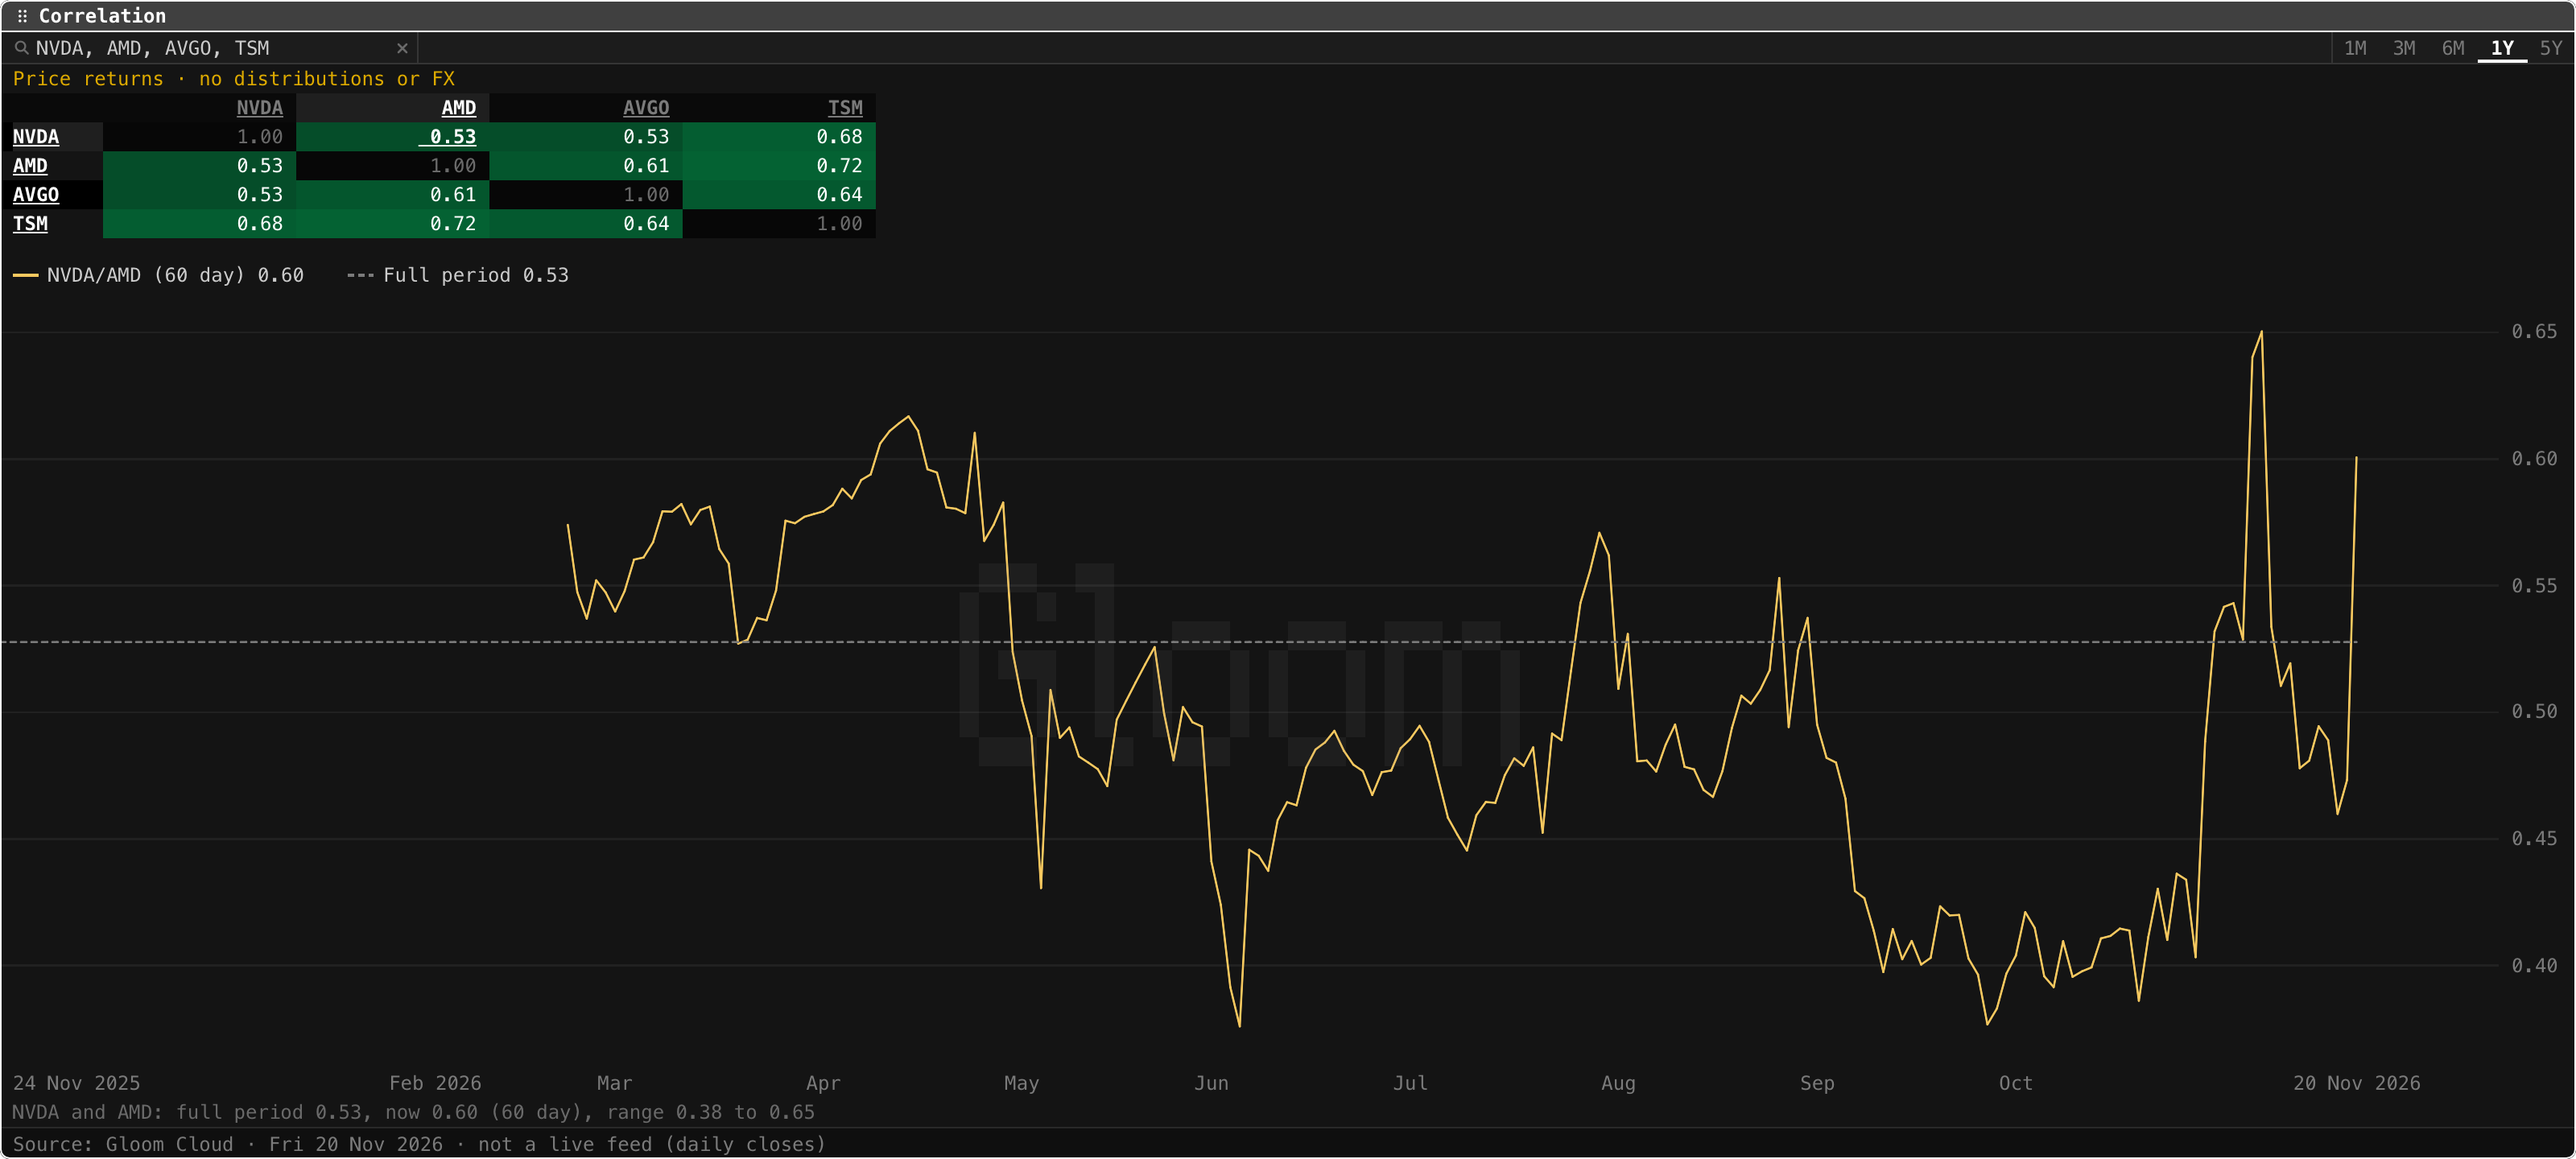 Correlation
NVDA, AMD, AVGO, TSM × 1M 3M 6M 1Y 5Y
Price returns · no distributions or FX
NVDA AMD AVGO TSM
NVDA 1.00 0.53 0.53 0.68
AMD 0.53 1.00 0.61 0.72
AVGO 0.53 0.61 1.00 0.64
TSM 0.68 0.72 0.64 1.00
NVDA/AMD (60 day) 0.60 Full period 0.53
0.65
0.60
0.55
Gloom
0.50
0.45
0.40
24 Nov 2025 Feb 2026 Mar Apr May Jun Jul Aug Sep Oct 20 Nov 2026
NVDA and AMD: full period 0.53, now 0.60 (60 day), range 0.38 to 0.65
Source: Gloom Cloud · Fri 20 Nov 2026 · not a live feed (daily closes)